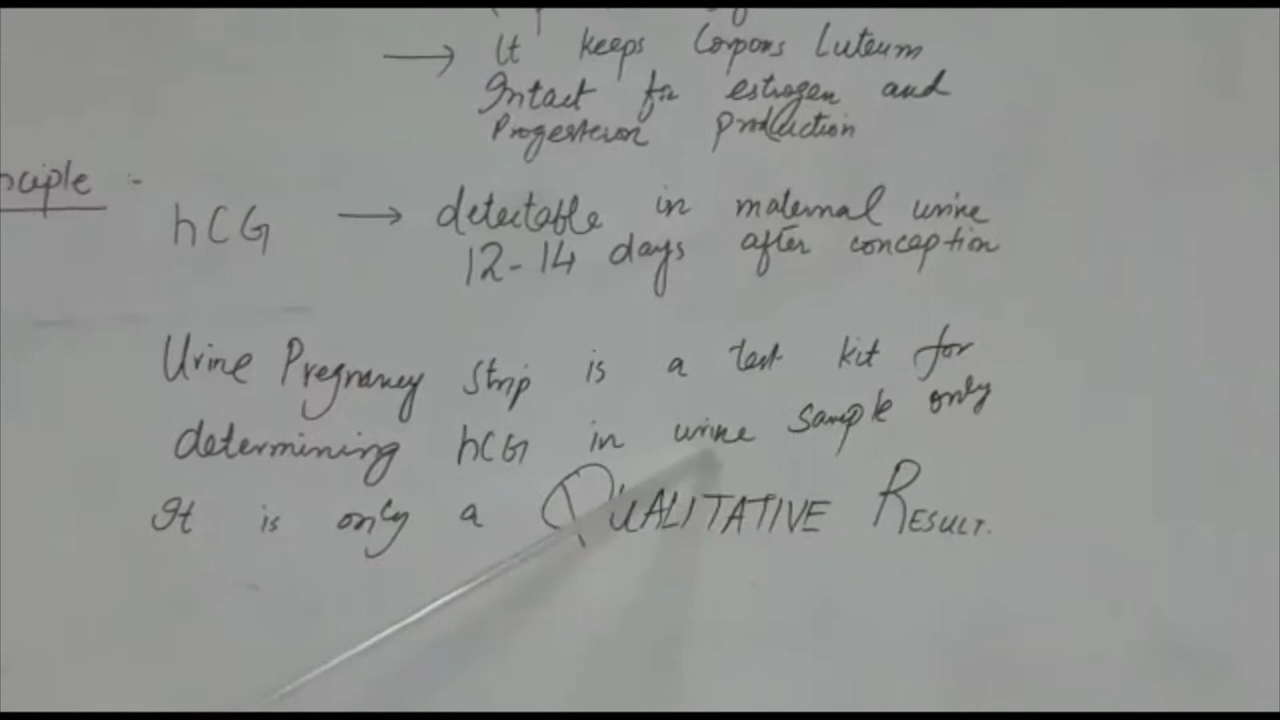 → It keeps Corpus Luteum
Intact for estrogen and
Progesteron production
nciple :-
hCG → detectable in maternal urine
12-14 days after conception
Urine Pregnancy strip is a test kit for
determining hCG in urine sample only
It is only a QUALITATIVE RESULT.